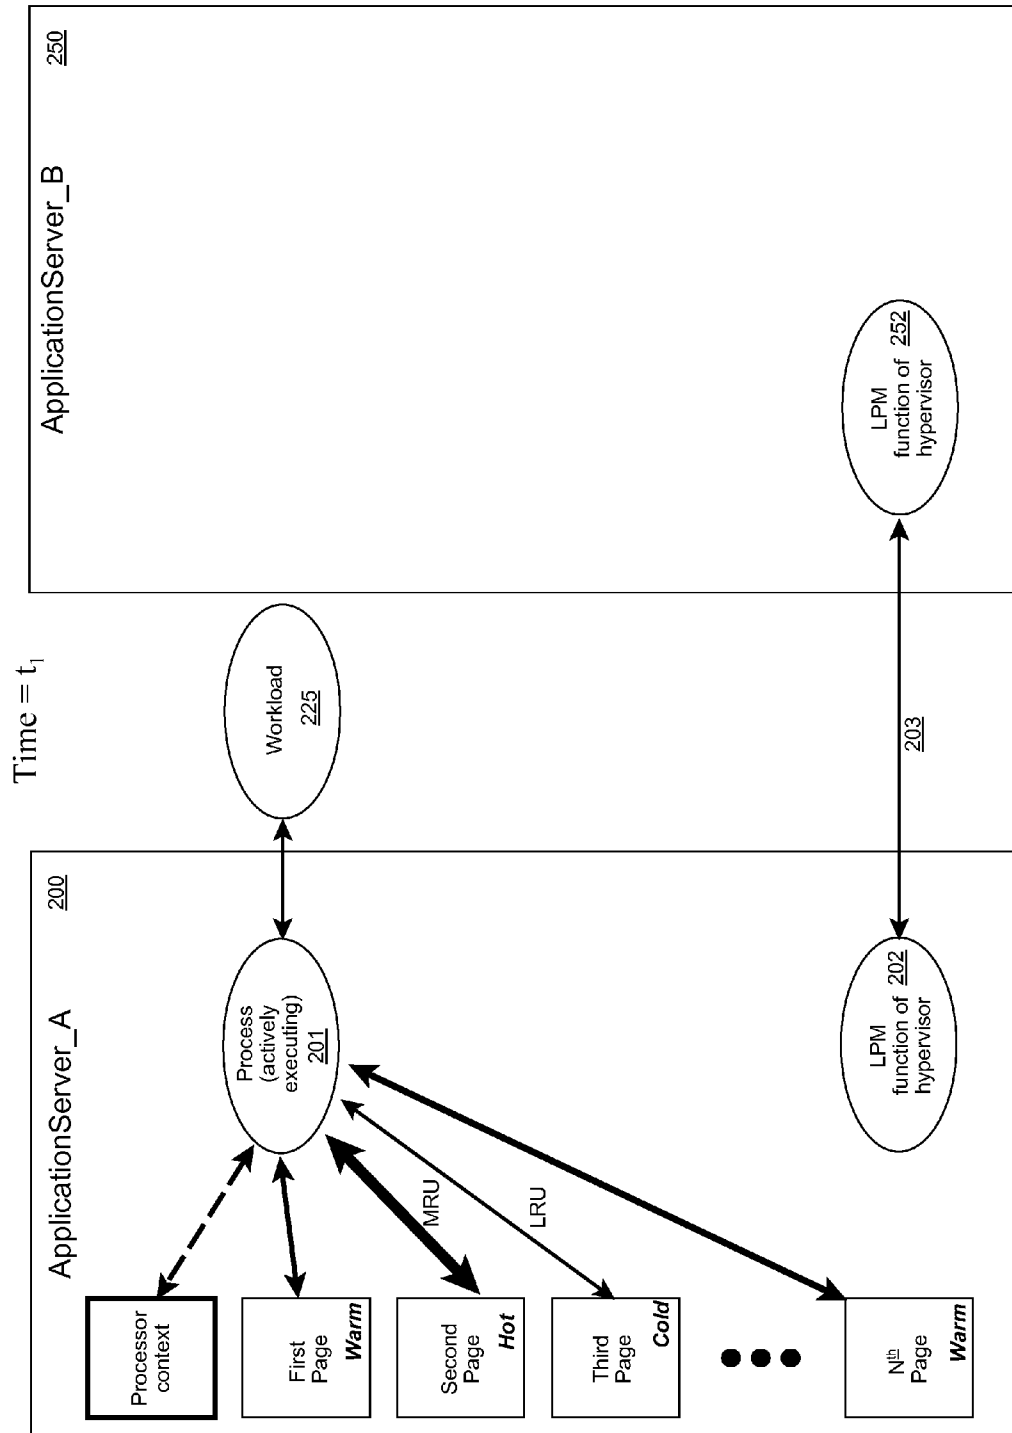 Time = t1
ApplicationServer_A
200
ApplicationServer_B
250
Processor
context
First
Page
Warm
Second
Page
Hot
Third
Page
Cold
Nth
Page
Warm
MRU
LRU
Process
(actively
executing)
201
Workload
225
LPM
function of 202
hypervisor
203
LPM
function of 252
hypervisor